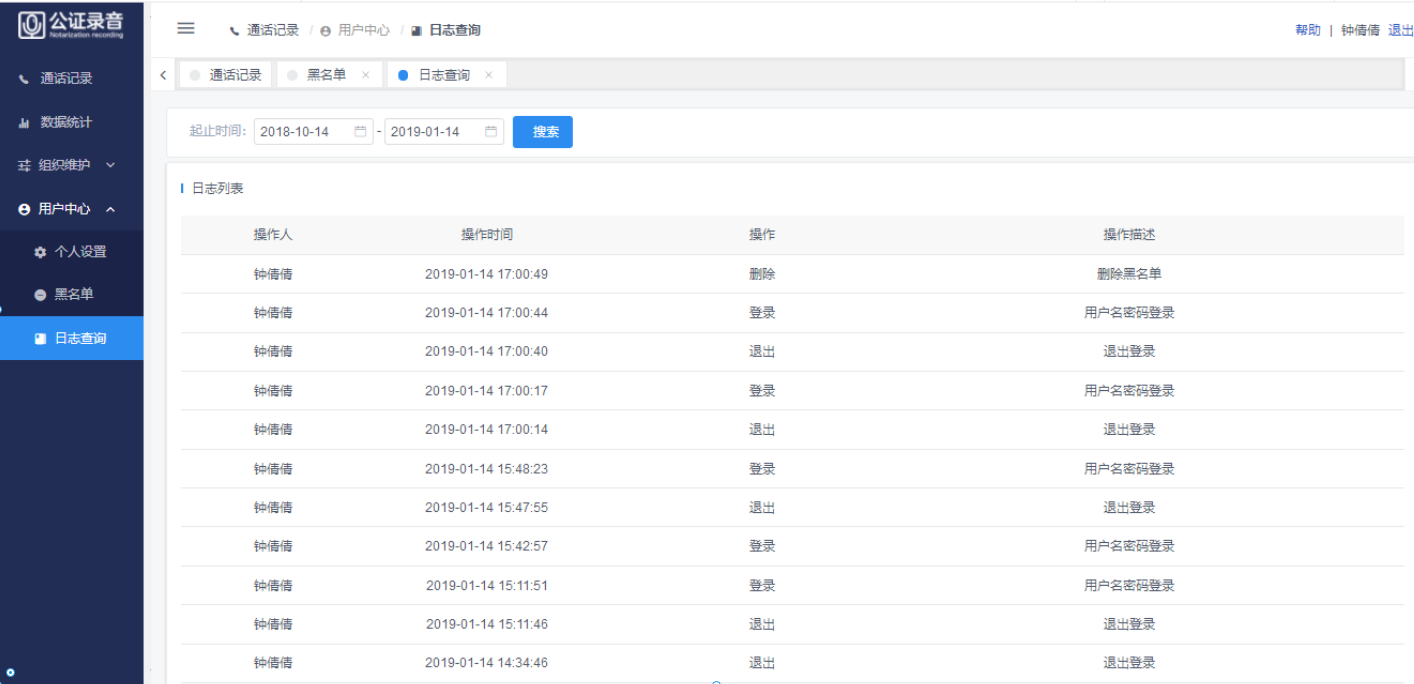 公证录音
Notarization recording
通话记录 / 用户中心 / 日志查询
帮助 | 钟倩倩 退出
通话记录
数据统计
组织维护
用户中心
个人设置
黑名单
日志查询
通话记录 黑名单 × 日志查询 ×
起止时间: 2018-10-14 - 2019-01-14 搜索
日志列表
操作人 操作时间 操作 操作描述
钟倩倩 2019-01-14 17:00:49 删除 删除黑名单
钟倩倩 2019-01-14 17:00:44 登录 用户名密码登录
钟倩倩 2019-01-14 17:00:40 退出 退出登录
钟倩倩 2019-01-14 17:00:17 登录 用户名密码登录
钟倩倩 2019-01-14 17:00:14 退出 退出登录
钟倩倩 2019-01-14 15:48:23 登录 用户名密码登录
钟倩倩 2019-01-14 15:47:55 退出 退出登录
钟倩倩 2019-01-14 15:42:57 登录 用户名密码登录
钟倩倩 2019-01-14 15:11:51 登录 用户名密码登录
钟倩倩 2019-01-14 15:11:46 退出 退出登录
钟倩倩 2019-01-14 14:34:46 退出 退出登录